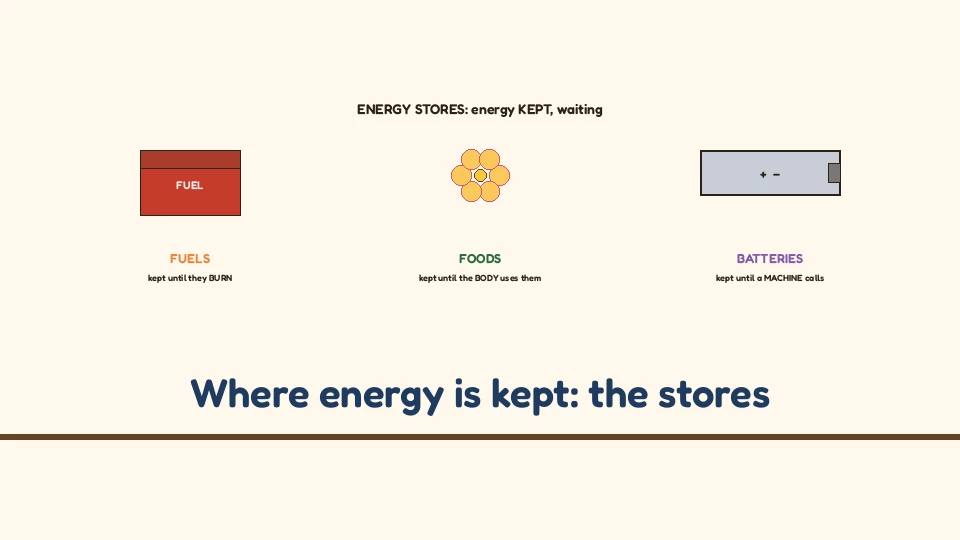 ENERGY STORES: energy KEPT, waiting
FUEL
+ −
FUELS
FOODS
BATTERIES
kept until they BURN
kept until the BODY uses them
kept until a MACHINE calls
Where energy is kept: the stores